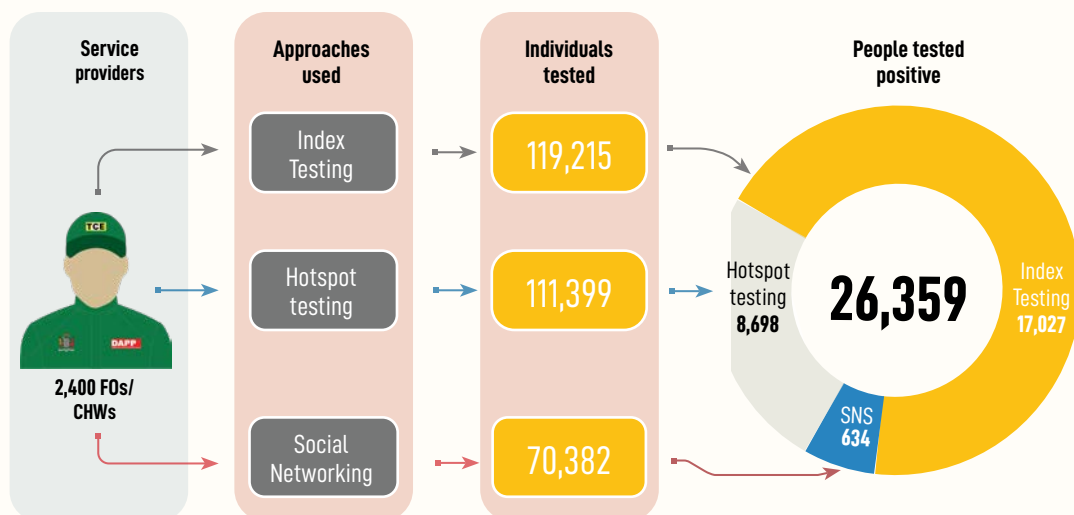 Service
providers
Approaches
used
Individuals
tested
People tested
positive
TCE
DAPP
2,400 FOs/
CHWs
Index
Testing
119,215
Hotspot
testing
111,399
Social
Networking
70,382
Hotspot
testing
8,698
26,359
Index
Testing
17,027
SNS
634